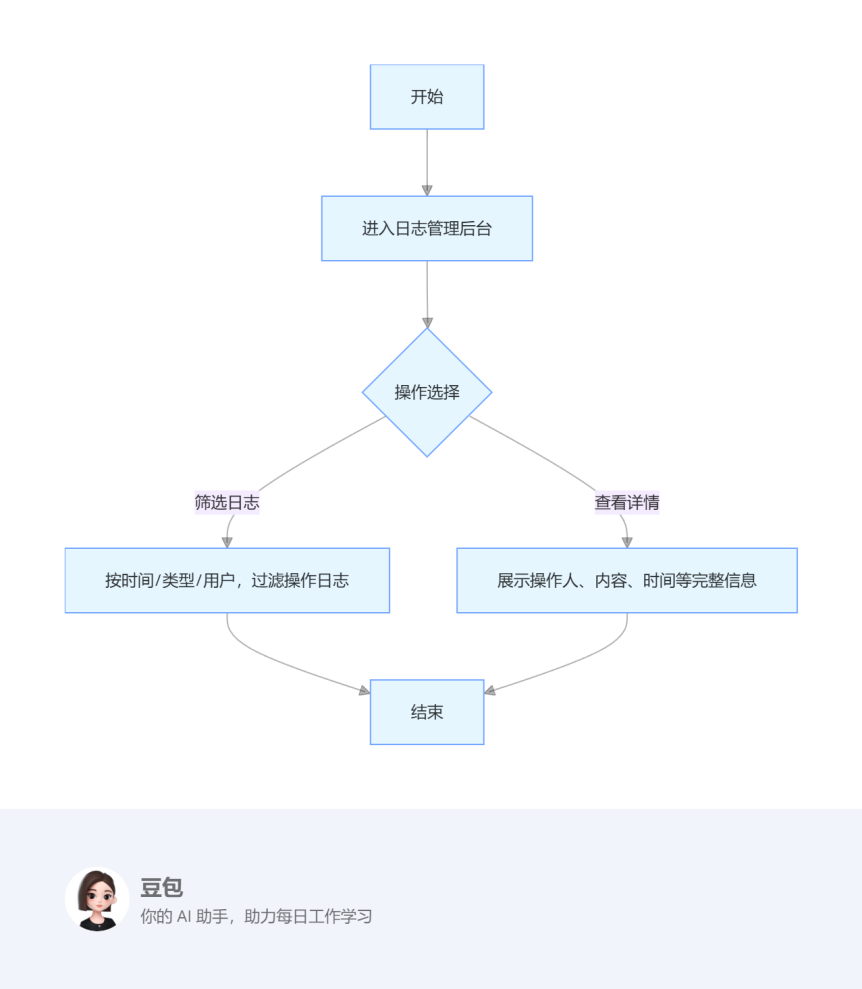 开始
进入日志管理后台
操作选择
筛选日志
查看详情
按时间/类型/用户，过滤操作日志
展示操作人、内容、时间等完整信息
结束
豆包
你的 AI 助手，助力每日工作学习